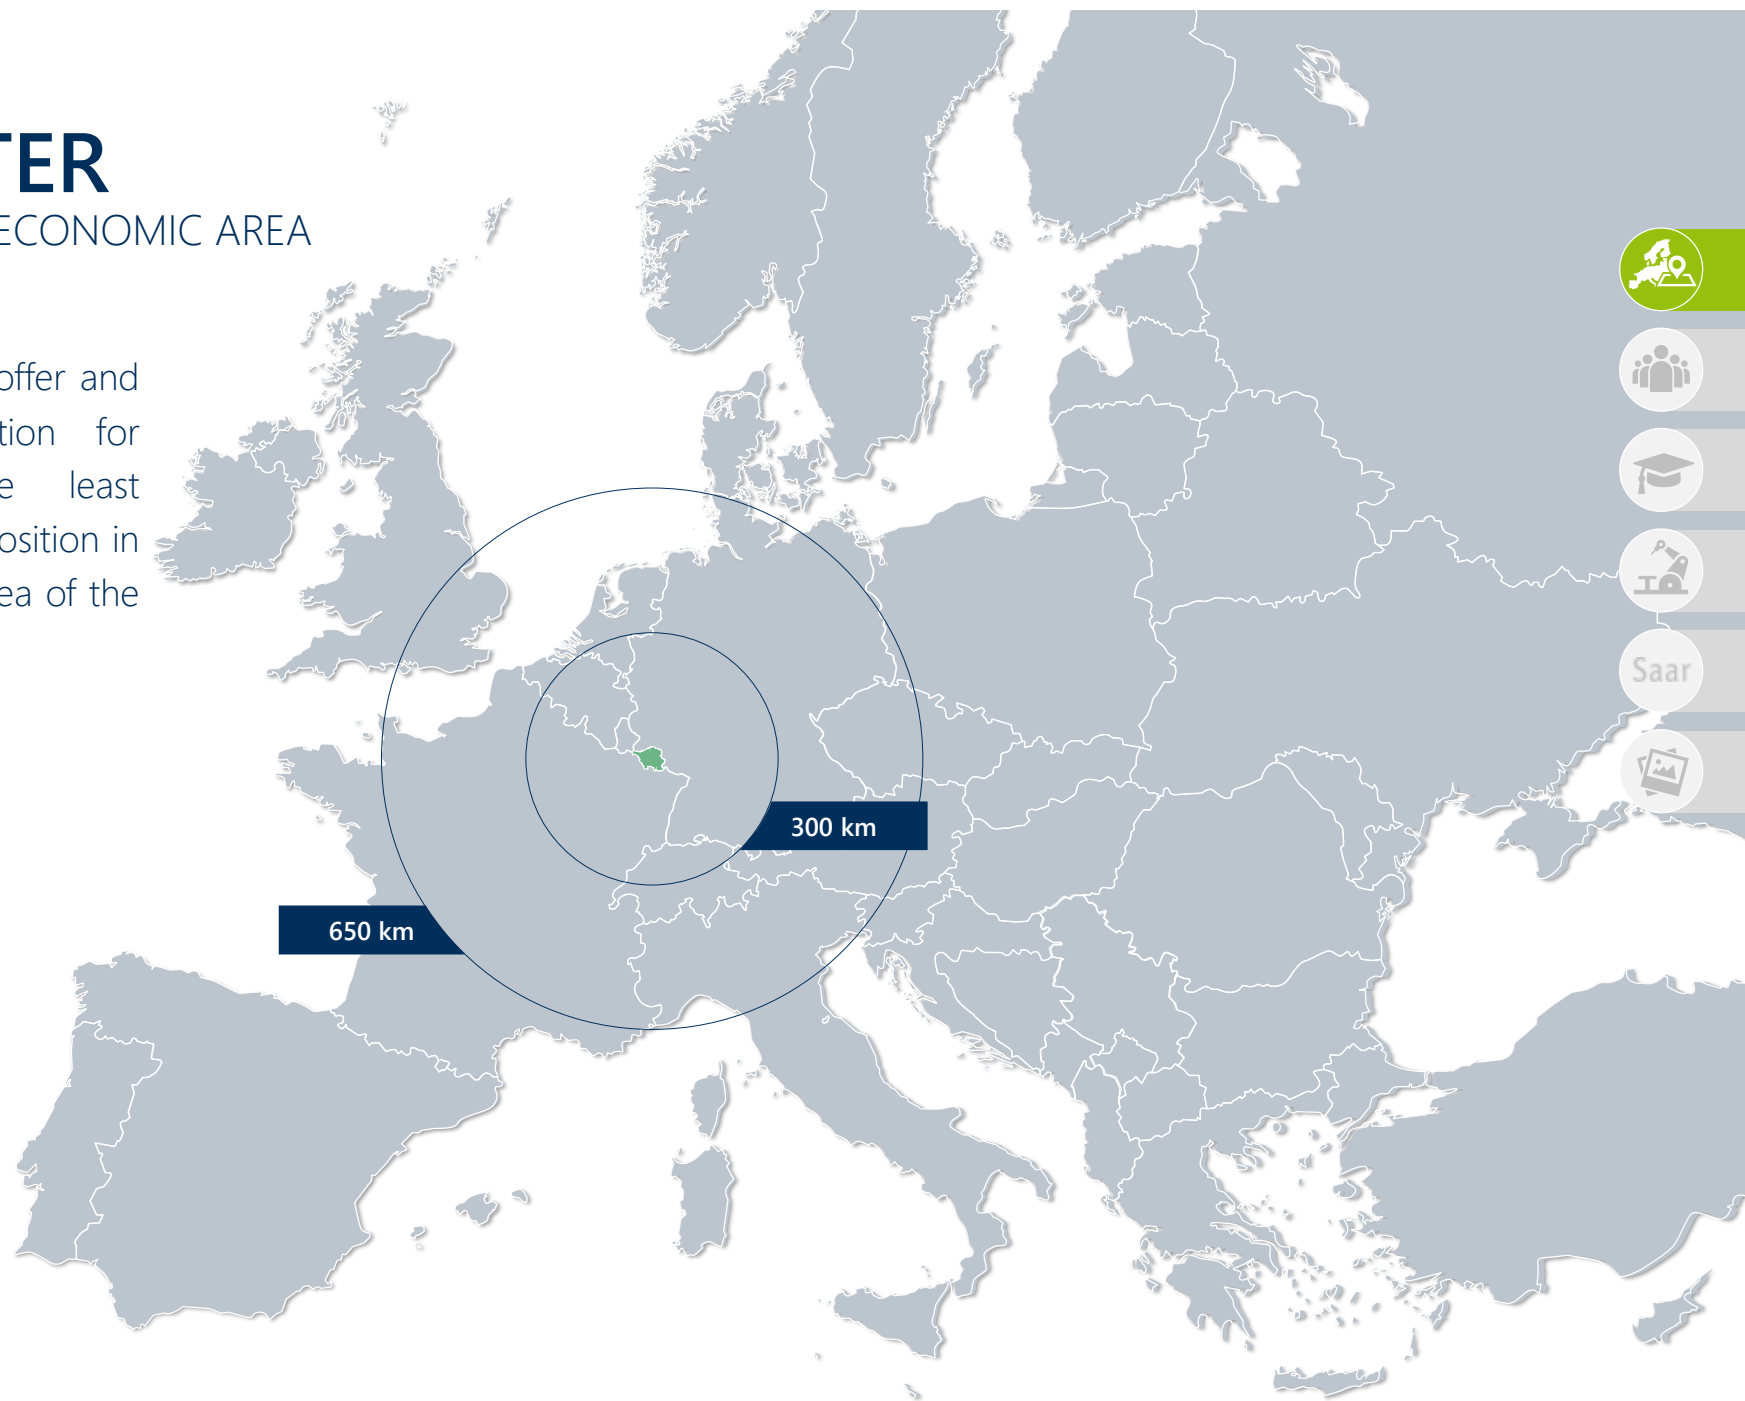 TER
ECONOMIC AREA
offer and
tion for
e least
osition in
ea of the
Saar
300 km
650 km